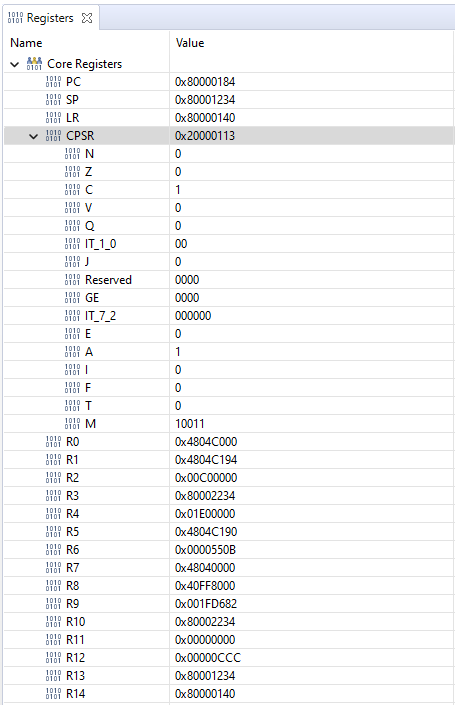 Registers
Name Value
Core Registers
PC 0x80000184
SP 0x80001234
LR 0x80000140
CPSR 0x20000113
N 0
Z 0
C 1
V 0
Q 0
IT_1_0 00
J 0
Reserved 0000
GE 0000
IT_7_2 000000
E 0
A 1
I 0
F 0
T 0
M 10011
R0 0x4804C000
R1 0x4804C194
R2 0x00C00000
R3 0x80002234
R4 0x01E00000
R5 0x4804C190
R6 0x0000550B
R7 0x48040000
R8 0x40FF8000
R9 0x001FD682
R10 0x80002234
R11 0x00000000
R12 0x00000CCC
R13 0x80001234
R14 0x80000140